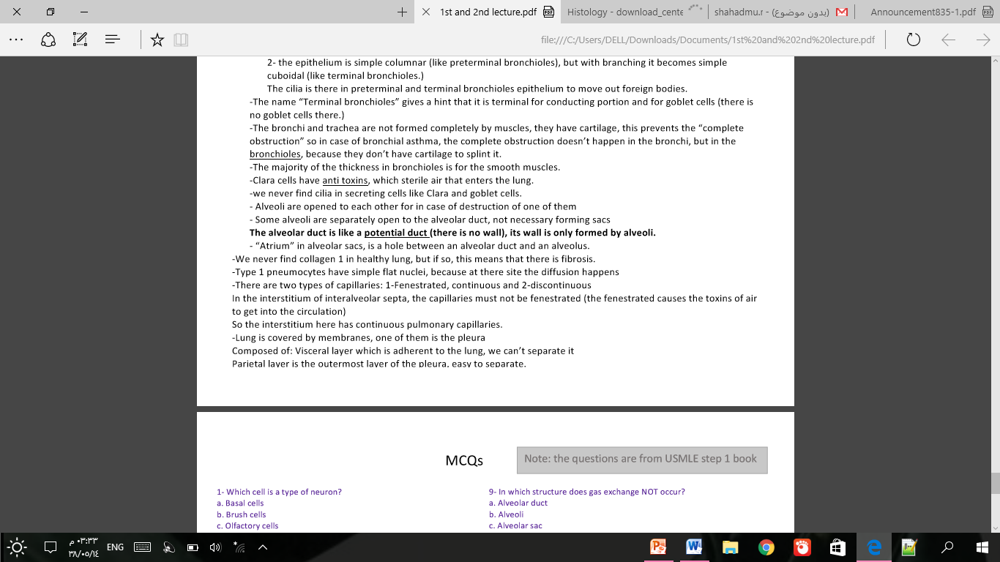 1st and 2nd lecture.pdf
Histology - download_cente
shahadmu.r - (بدون موضوع)
Announcement835-1.pdf
file:///C:/Users/DELL/Downloads/Documents/1st%20and%202nd%20lecture.pdf
2- the epithelium is simple columnar (like preterminal bronchioles), but with branching it becomes simple
cuboidal (like terminal bronchioles.)
The cilia is there in preterminal and terminal bronchioles epithelium to move out foreign bodies.
-The name “Terminal bronchioles” gives a hint that it is terminal for conducting portion and for goblet cells (there is
no goblet cells there.)
-The bronchi and trachea are not formed completely by muscles, they have cartilage, this prevents the “complete
obstruction” so in case of bronchial asthma, the complete obstruction doesn’t happen in the bronchi, but in the
bronchioles, because they don’t have cartilage to splint it.
-The majority of the thickness in bronchioles is for the smooth muscles.
-Clara cells have anti toxins, which sterile air that enters the lung.
-we never find cilia in secreting cells like Clara and goblet cells.
- Alveoli are opened to each other for in case of destruction of one of them
- Some alveoli are separately open to the alveolar duct, not necessary forming sacs
The alveolar duct is like a potential duct (there is no wall), its wall is only formed by alveoli.
- “Atrium” in alveolar sacs, is a hole between an alveolar duct and an alveolus.
-We never find collagen 1 in healthy lung, but if so, this means that there is fibrosis.
-Type 1 pneumocytes have simple flat nuclei, because at there site the diffusion happens
-There are two types of capillaries: 1-Fenestrated, continuous and 2-discontinuous
In the interstitium of interalveolar septa, the capillaries must not be fenestrated (the fenestrated causes the toxins of air
to get into the circulation)
So the interstitium here has continuous pulmonary capillaries.
-Lung is covered by membranes, one of them is the pleura
Composed of: Visceral layer which is adherent to the lung, we can’t separate it
Parietal layer is the outermost layer of the pleura, easy to separate.
MCQs
Note: the questions are from USMLE step 1 book
1- Which cell is a type of neuron?
a. Basal cells
b. Brush cells
c. Olfactory cells
9- In which structure does gas exchange NOT occur?
a. Alveolar duct
b. Alveoli
c. Alveolar sac
٠٣:٣٣ م
٣٨/٠٥/١٤
ENG